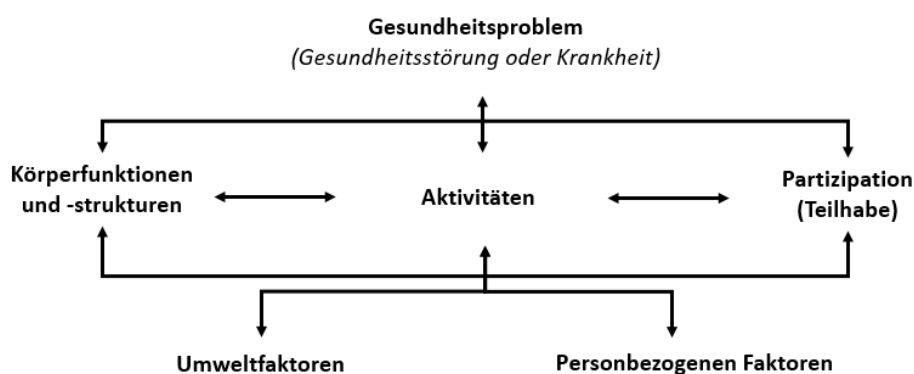 Gesundheitsproblem
(Gesundheitsstörung oder Krankheit)
Körperfunktionen
und -strukturen
Aktivitäten
Partizipation
(Teilhabe)
Umweltfaktoren
Personbezogenen Faktoren